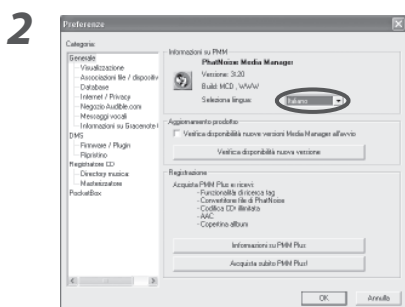 2
Preferenze
Categorie:
Generale
Visualizzazione
Associazioni file / dispositiv
Database
Internet / Privacy
Negozio Audible.com
Messaggi vocali
Informazioni su Gracenote
DMS
Firmware / Plugin
Ripristino
Registratore CD
Directory musica
Masterizzatore
PocketBox
Informazioni su PMM
PhatNoise Media Manager
Versione: 3.20
Build: MCD , WWW
Seleziona lingua:
Italiano
Aggiornamento prodotto
Verifica disponibilità nuove versioni Media Manager all'avvio
Verifica disponibilità nuova versione
Registrazione
Acquista PMM Plus e ricevi:
- Funzionalità di ricerca tag
- Convertitore file di PhatNoise
- Codifica CD illimitata
- AAC
- Copertina album
Informazioni su PMM Plus
Acquista subito PMM Plus!
OK
Annulla